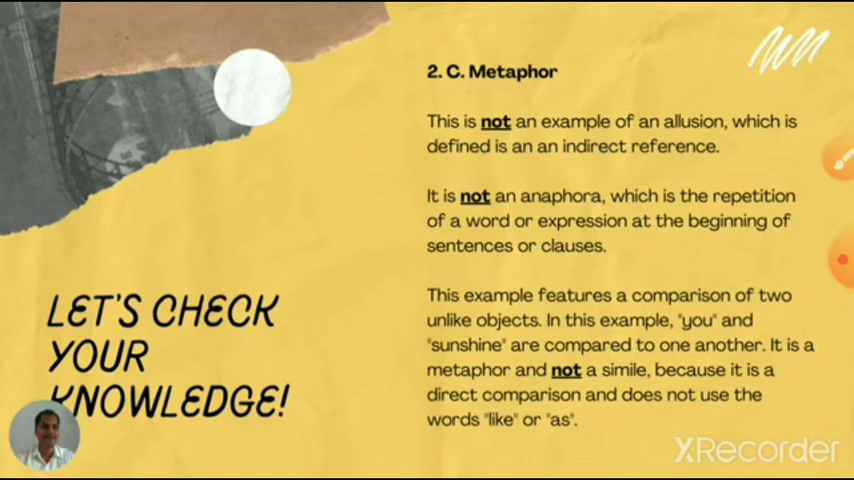 2. C. Metaphor
This is not an example of an allusion, which is
defined is an an indirect reference.
It is not an anaphora, which is the repetition
of a word or expression at the beginning of
sentences or clauses.
This example features a comparison of two
unlike objects. In this example, "you" and
"sunshine" are compared to one another. It is a
metaphor and not a simile, because it is a
direct comparison and does not use the
words "like" or "as".
LET'S CHECK
YOUR
KNOWLEDGE!
XRecorder